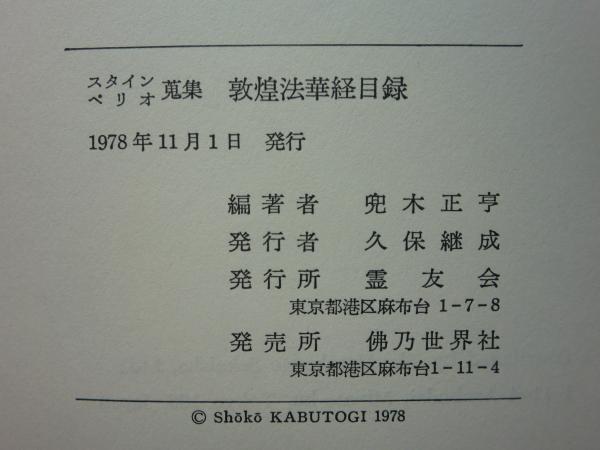 スタイン ペリオ 蒐集 敦煌法華経目録
1978年11月1日 発行
編著者 兜木正亨
発行者 久保継成
発行所 霊友会
東京都港区麻布台 1-7-8
発売所 佛乃世界社
東京都港区麻布台1-11-4
© Shōkō KABUTOGI 1978